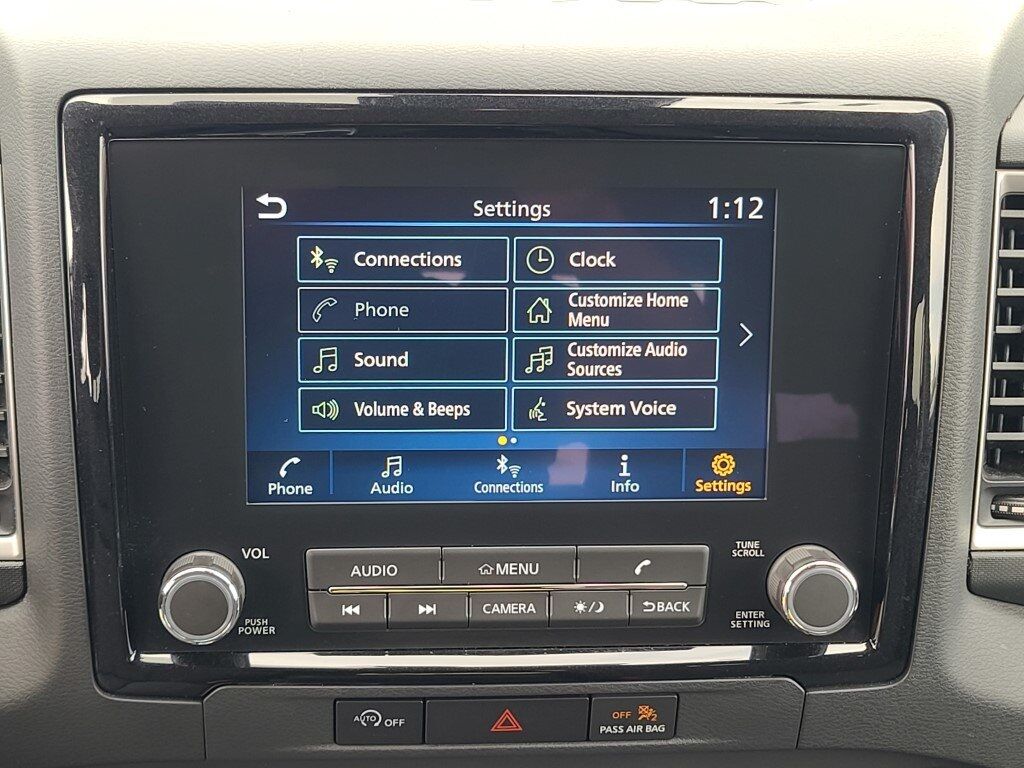 Settings
1:12
Connections
Clock
Phone
Customize Home
Menu
Sound
Customize Audio
Sources
Volume & Beeps
System Voice
Phone
Audio
Connections
Info
Settings
VOL
PUSH
POWER
AUDIO
MENU
CAMERA
BACK
TUNE
SCROLL
ENTER
SETTING
AUTO OFF
OFF
2
PASS AIR BAG